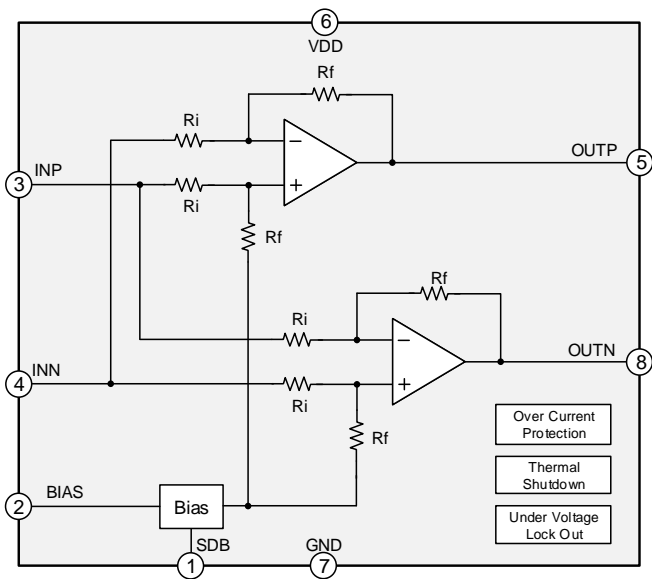 6
VDD
Rf
Ri
INP
3
OUTP
5
Ri
Rf
Rf
Ri
INN
4
OUTN
8
Ri
Rf
Over Current
Protection
Thermal
Shutdown
Under Voltage
Lock Out
BIAS
2
Bias
SDB
1
GND
7